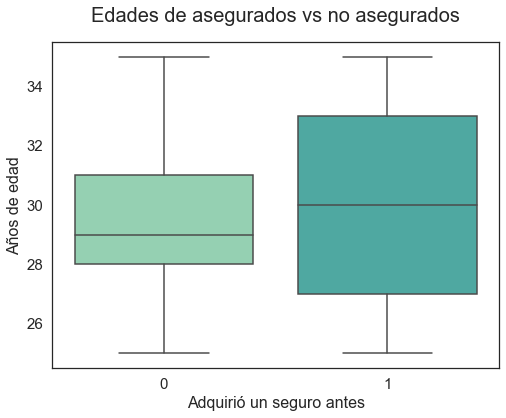 Edades de asegurados vs no asegurados
Años de edad
34
32
30
28
26
0 1
Adquirió un seguro antes